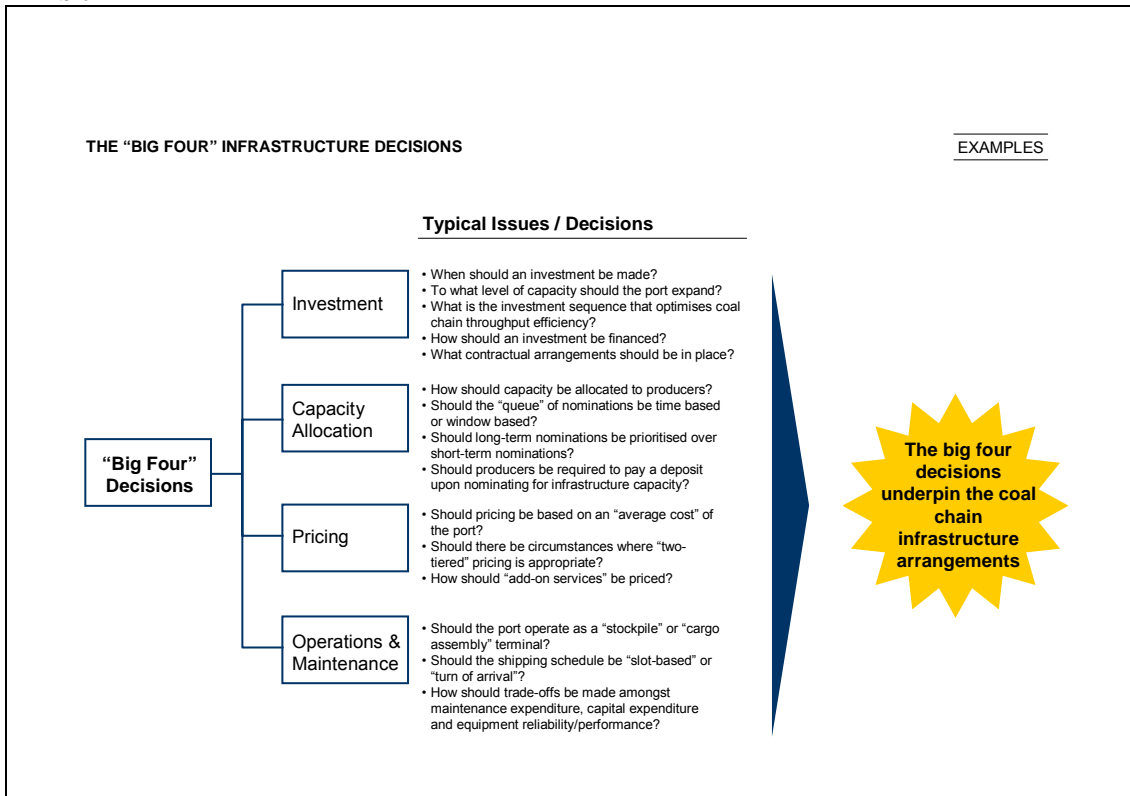 THE “BIG FOUR” INFRASTRUCTURE DECISIONS
EXAMPLES
Typical Issues / Decisions
“Big Four”
Decisions
Investment
• When should an investment be made?
• To what level of capacity should the port expand?
• What is the investment sequence that optimises coal
chain throughput efficiency?
• How should an investment be financed?
• What contractual arrangements should be in place?
Capacity
Allocation
• How should capacity be allocated to producers?
• Should the “queue” of nominations be time based
or window based?
• Should long-term nominations be prioritised over
short-term nominations?
• Should producers be required to pay a deposit
upon nominating for infrastructure capacity?
Pricing
• Should pricing be based on an “average cost” of
the port?
• Should there be circumstances where “two-
tiered” pricing is appropriate?
• How should “add-on services” be priced?
Operations &
Maintenance
• Should the port operate as a “stockpile” or “cargo
assembly” terminal?
• Should the shipping schedule be “slot-based” or
“turn of arrival”?
• How should trade-offs be made amongst
maintenance expenditure, capital expenditure
and equipment reliability/performance?
The big four
decisions
underpin the coal
chain
infrastructure
arrangements